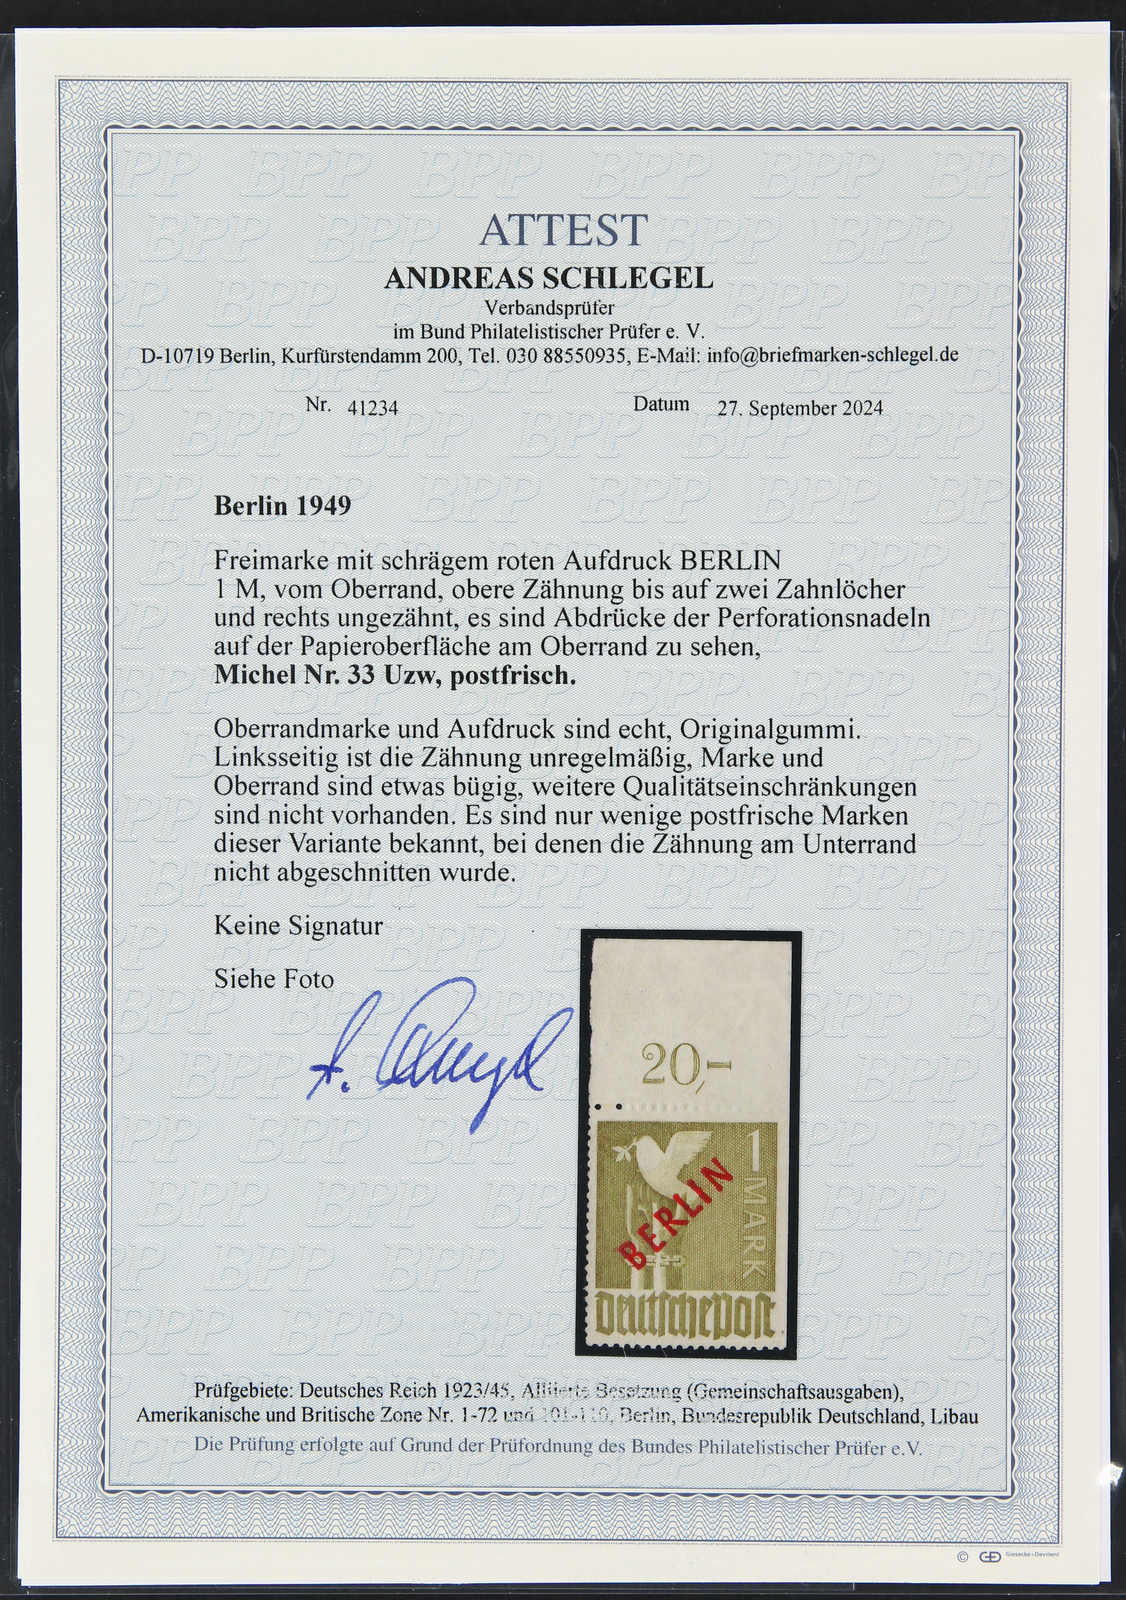 ATTEST
ANDREAS SCHLEGEL
Verbandsprüfer
im Bund Philatelistischer Prüfer e. V.
D-10719 Berlin, Kurfürstendamm 200, Tel. 030 88550935, E-Mail: info@briefmarken-schlegel.de
Nr. 41234 Datum 27. September 2024
Berlin 1949
Freimarke mit schrägem roten Aufdruck BERLIN
1 M, vom Oberrand, obere Zähnung bis auf zwei Zahnlöcher
und rechts ungezähnt, es sind Abdrücke der Perforationsnadeln
auf der Papieroberfläche am Oberrand zu sehen,
Michel Nr. 33 Uzw, postfrisch.
Oberrandmarke und Aufdruck sind echt, Originalgummi.
Linksseitig ist die Zähnung unregelmäßig, Marke und
Oberrand sind etwas bügig, weitere Qualitätseinschränkungen
sind nicht vorhanden. Es sind nur wenige postfrische Marken
dieser Variante bekannt, bei denen die Zähnung am Unterrand
nicht abgeschnitten wurde.
Keine Signatur
Siehe Foto
A. Schlegel
20,-
1 MARK
BERLIN
Deutsche Post
Prüfgebiete: Deutsches Reich 1923/45, Alliierte Besetzung (Gemeinschaftsausgaben),
Amerikanische und Britische Zone Nr. 1-72 und 101-110, Berlin, Bundesrepublik Deutschland, Libau
Die Prüfung erfolgte auf Grund der Prüfordnung des Bundes Philatelistischer Prüfer e.V.
© GD Giesecke+Devrient